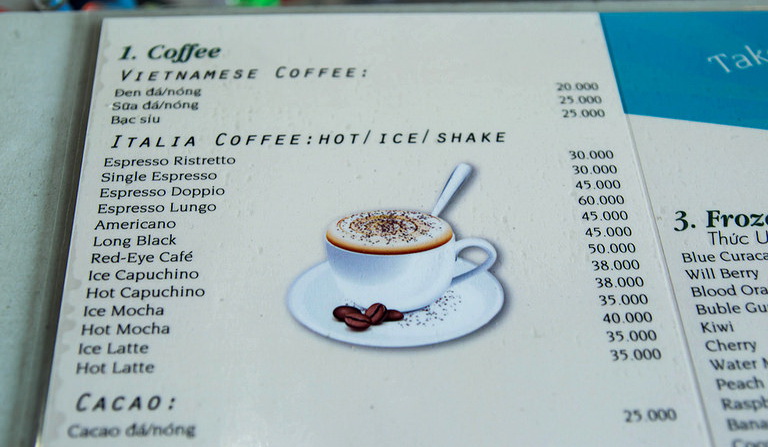 1. Coffee
VIETNAMESE COFFEE:
Đen đá/nóng 20.000
Sữa đá/nóng 25.000
Bạc sỉu 25.000
ITALIA COFFEE:HOT/ICE/SHAKE
Espresso Ristretto 30.000
Single Espresso 30.000
Espresso Doppio 45.000
Espresso Lungo 60.000
Americano 45.000
Long Black 45.000
Red-Eye Café 50.000
Ice Capuchino 38.000
Hot Capuchino 38.000
Ice Mocha 35.000
Hot Mocha 40.000
Ice Latte 35.000
Hot Latte 35.000
CACAO:
Cacao đá/nóng 25.000
Tak
3. Froz
Thức U
Blue Curaca
Will Berry
Blood Ora
Buble Gu
Kiwi
Cherry
Water
Peach
Raspb
Bana